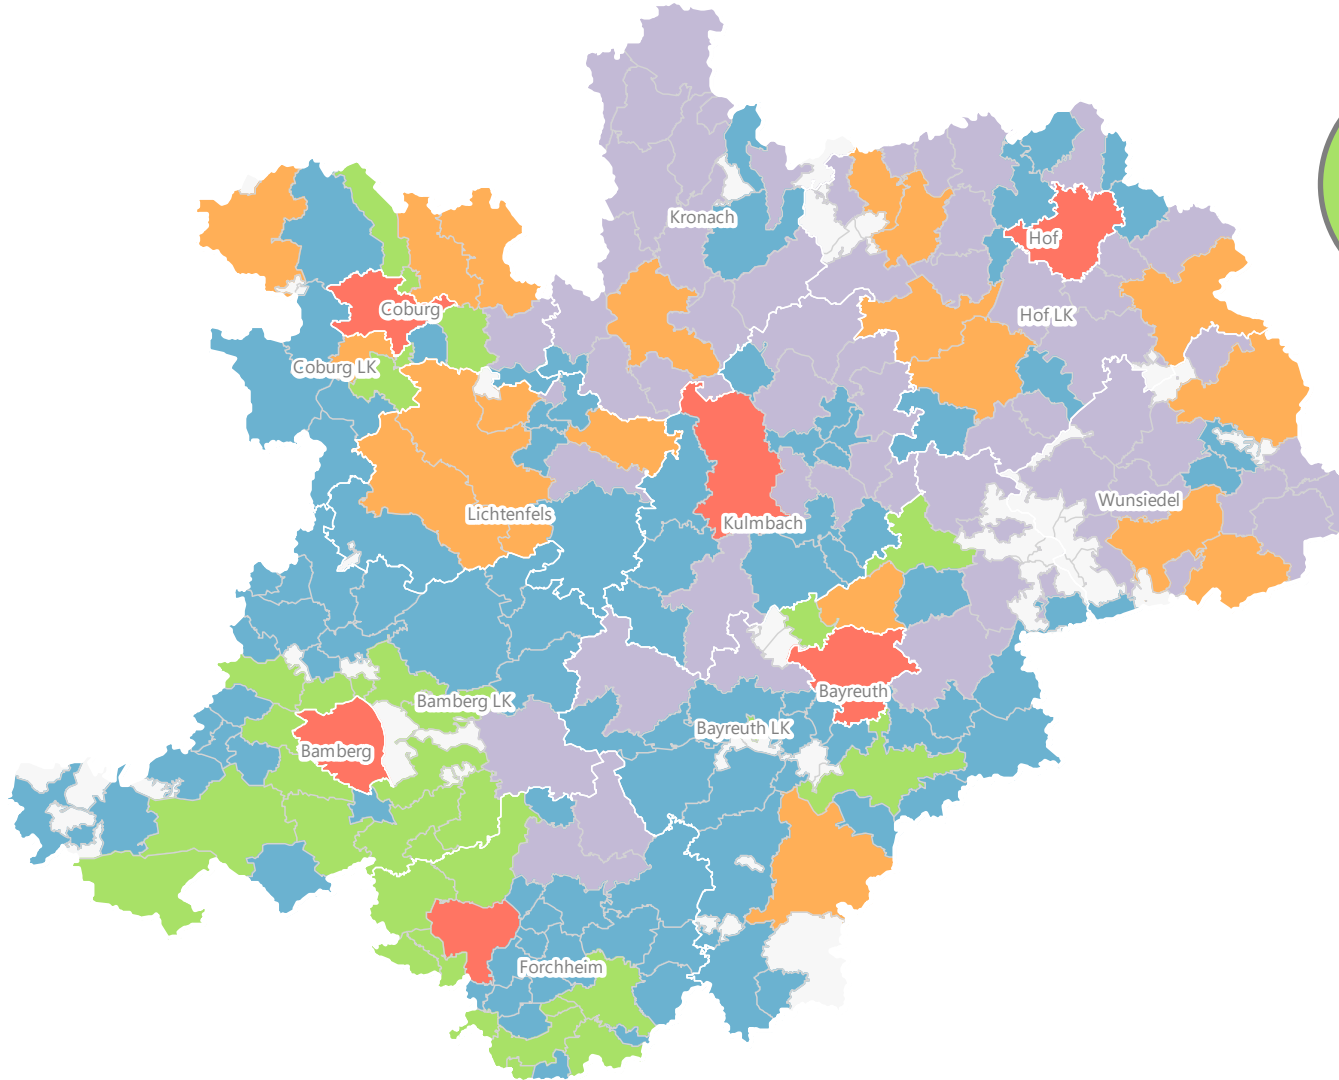 Kronach
Hof
Coburg
Hof LK
Coburg LK
Wunsiedel
Lichtenfels
Kulmbach
Bayreuth
Bamberg LK
Bayreuth LK
Bamberg
Forchheim